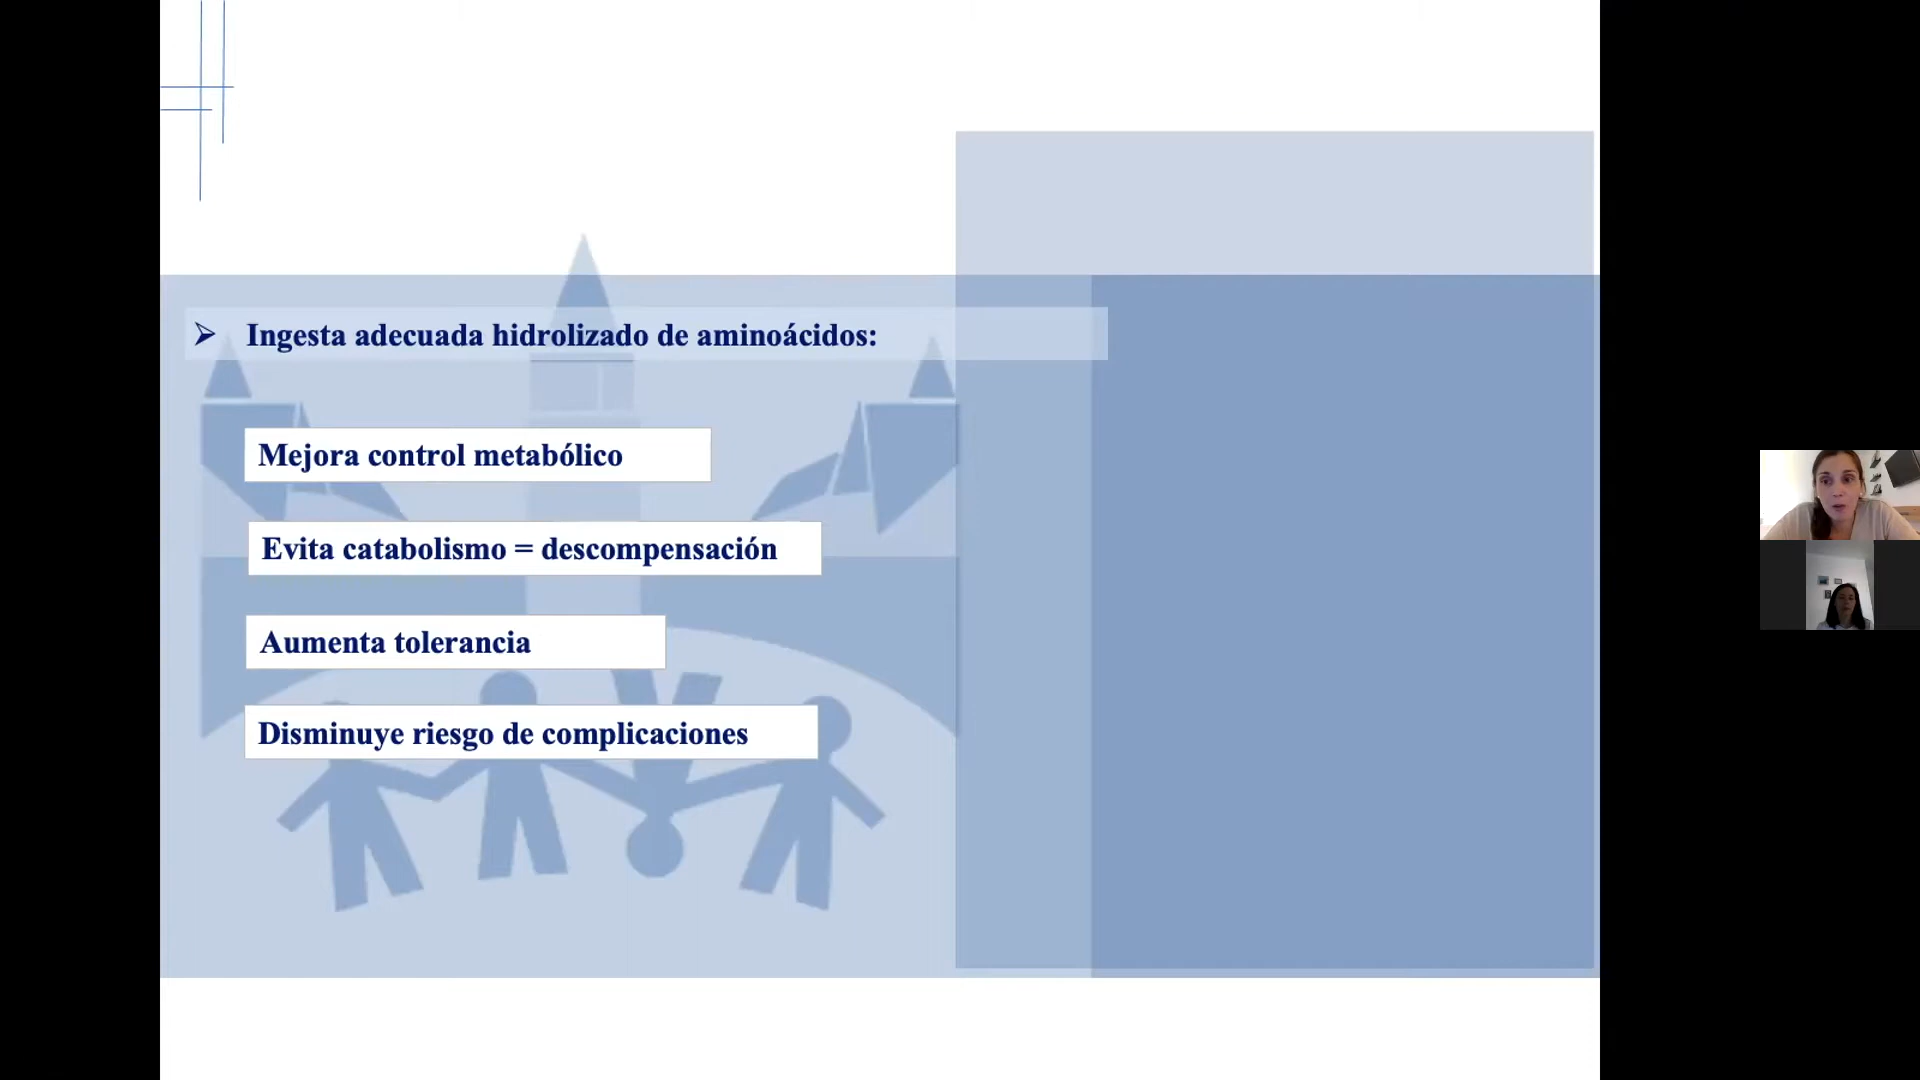 Ingesta adecuada hidrolizado de aminoácidos:
Mejora control metabólico
Evita catabolismo = descompensación
Aumenta tolerancia
Disminuye riesgo de complicaciones